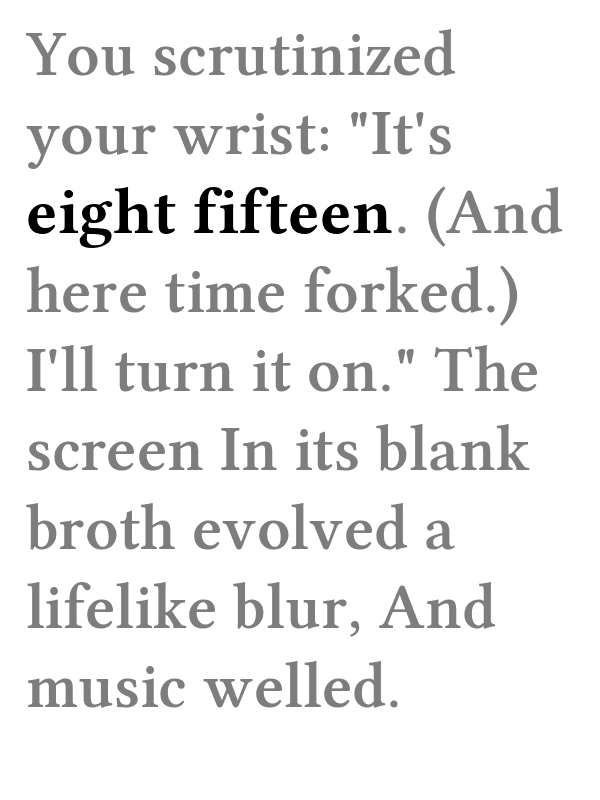 You scrutinized
your wrist: "It's
eight fifteen. (And
here time forked.)
I'll turn it on." The
screen In its blank
broth evolved a
lifelike blur, And
music welled.